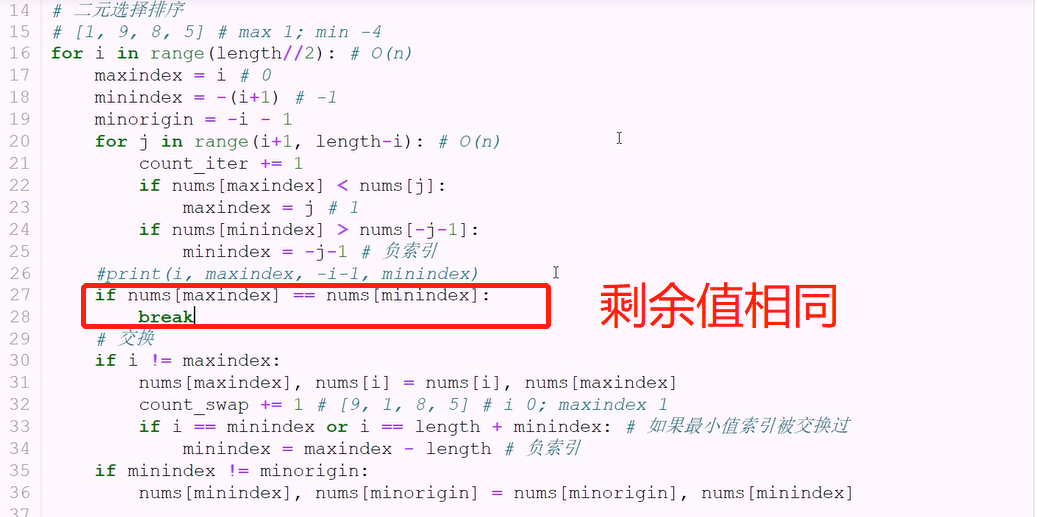 14 # 二元选择排序
15 # [1, 9, 8, 5] # max 1; min -4
16 for i in range(length//2): # O(n)
17     maxindex = i # 0
18     minindex = -(i+1) # -1
19     minorigin = -i - 1
20     for j in range(i+1, length-i): # O(n)
21         count_iter += 1
22         if nums[maxindex] < nums[j]:
23             maxindex = j # 1
24         if nums[minindex] > nums[-j-1]:
25             minindex = -j-1 # 负索引
26     #print(i, maxindex, -i-1, minindex)
27     if nums[maxindex] == nums[minindex]:
28         break
剩余值相同
29     # 交换
30     if i != maxindex:
31         nums[maxindex], nums[i] = nums[i], nums[maxindex]
32         count_swap += 1 # [9, 1, 8, 5] # i 0; maxindex 1
33         if i == minindex or i == length + minindex: # 如果最小值索引被交换过
34             minindex = maxindex - length # 负索引
35     if minindex != minorigin:
36         nums[minindex], nums[minorigin] = nums[minorigin], nums[minindex]
37